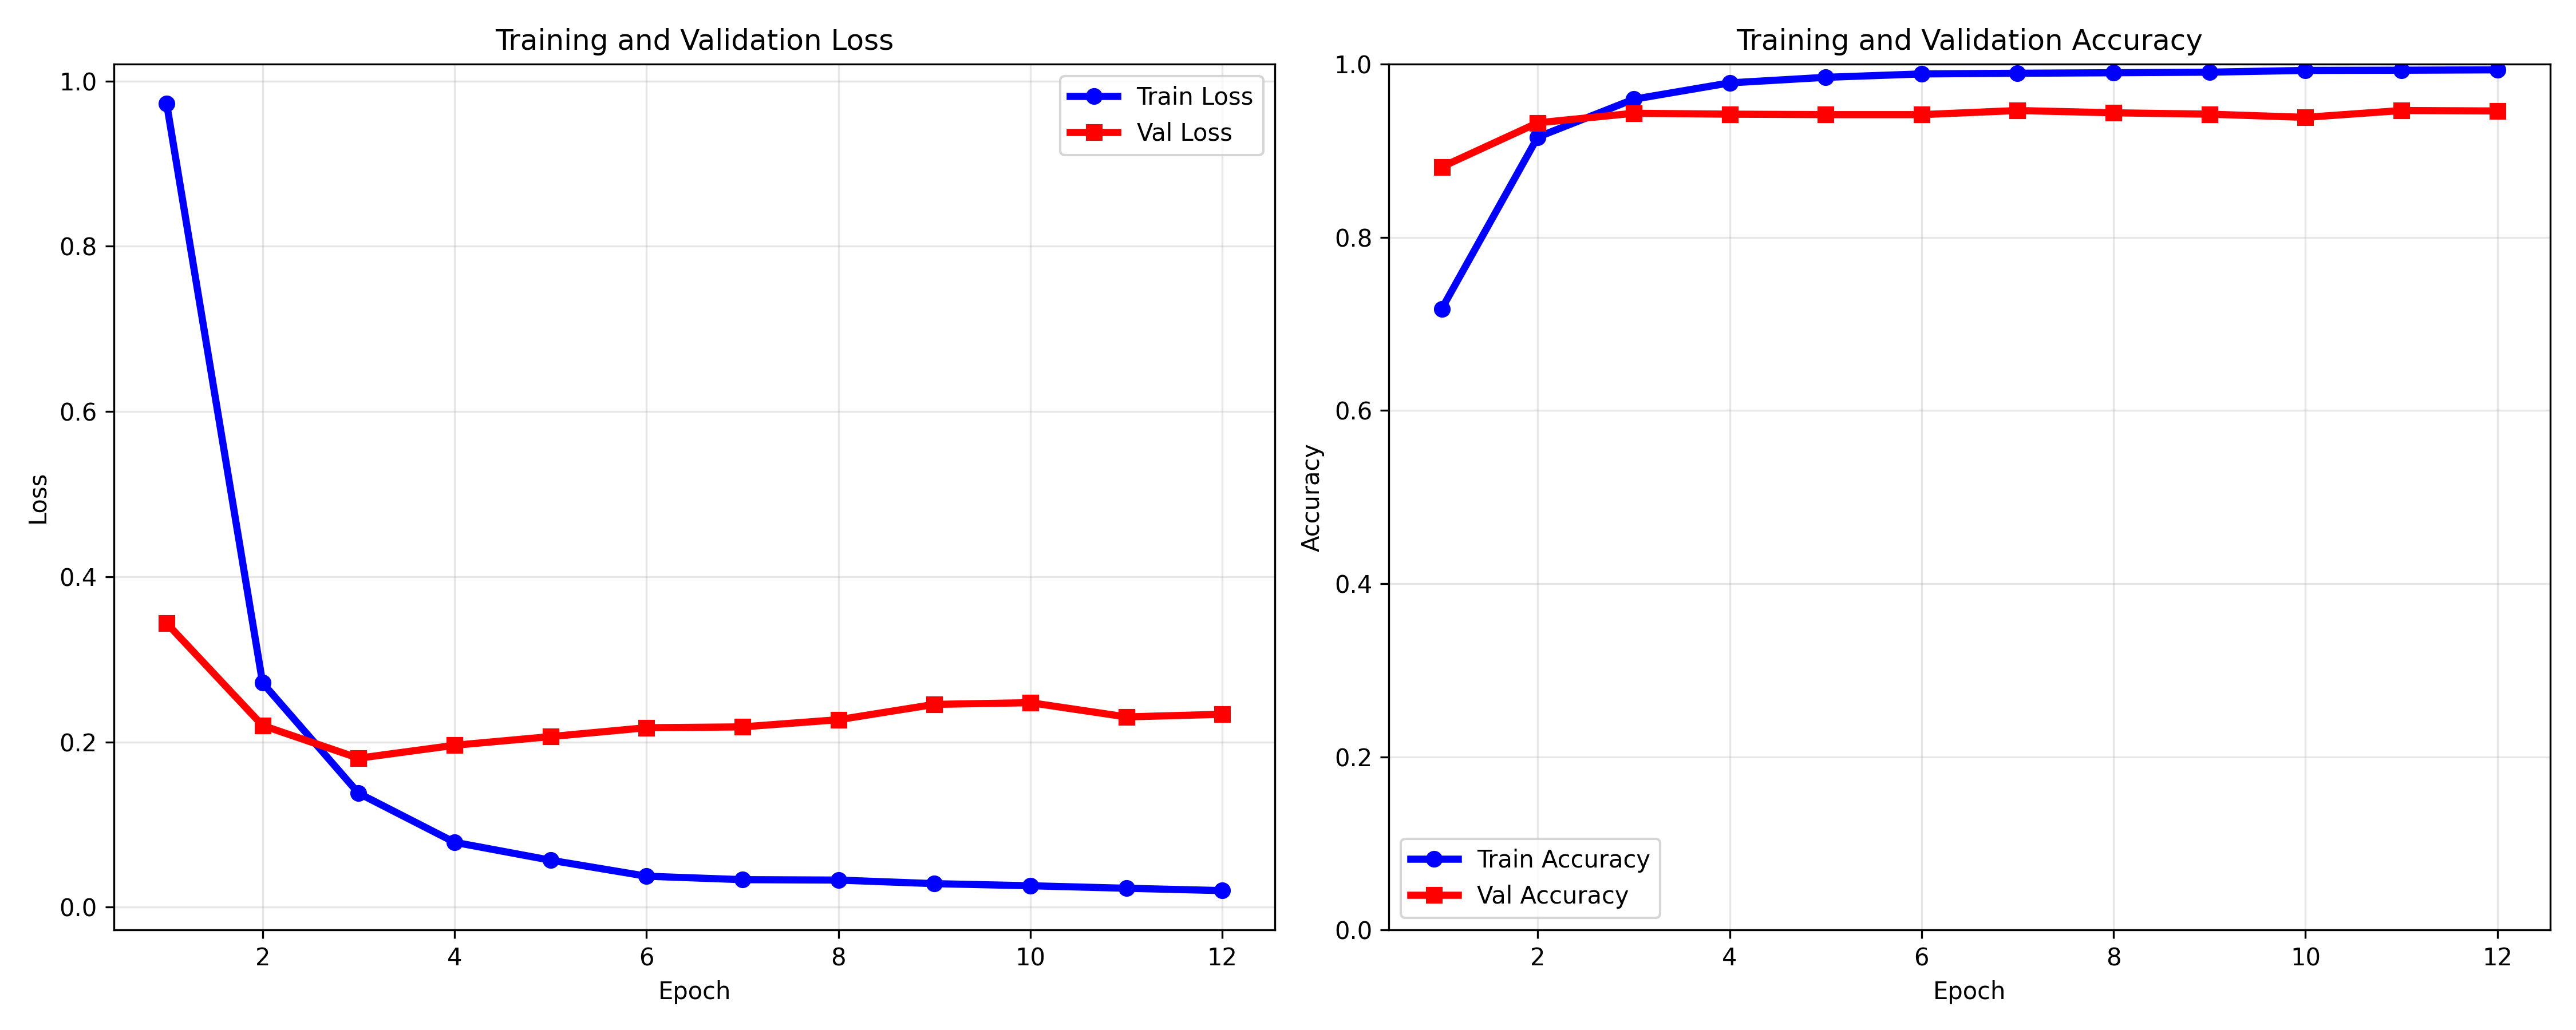 Training and Validation Loss
1.0
0.8
0.6
0.4
0.2
0.0
Loss
Train Loss
Val Loss
2 4 6 8 10 12
Epoch
Training and Validation Accuracy
1.0
0.8
0.6
0.4
0.2
0.0
Accuracy
Train Accuracy
Val Accuracy
2 4 6 8 10 12
Epoch